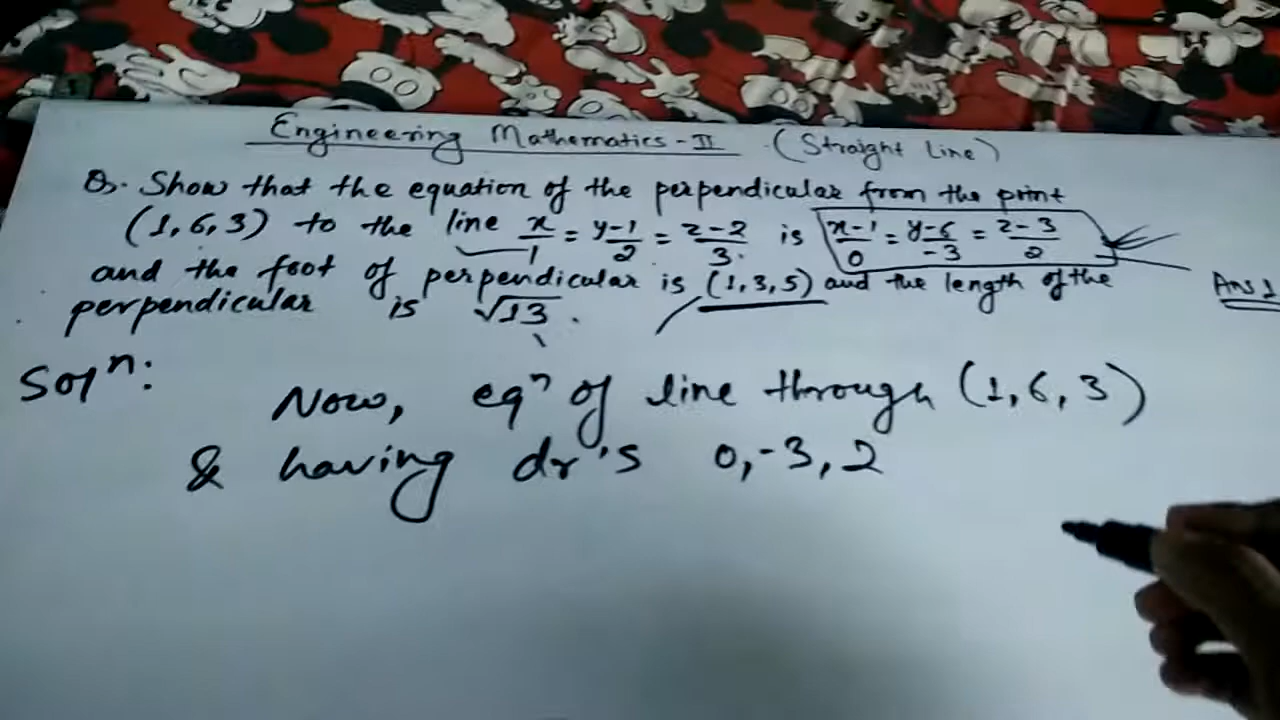 Engineering Mathematics-II (Straight Line)
Q. Show that the equation of the perpendicular from the point
(1,6,3) to the line x/1 = y-1/2 = z-2/3 is x-1/0 = y-6/-3 = z-3/2
and the foot of perpendicular is (1,3,5) and the length of the
Ans 1
perpendicular is √13.
Solⁿ:
Now, eqⁿ of line through (1,6,3)
& having dr's 0,-3,2